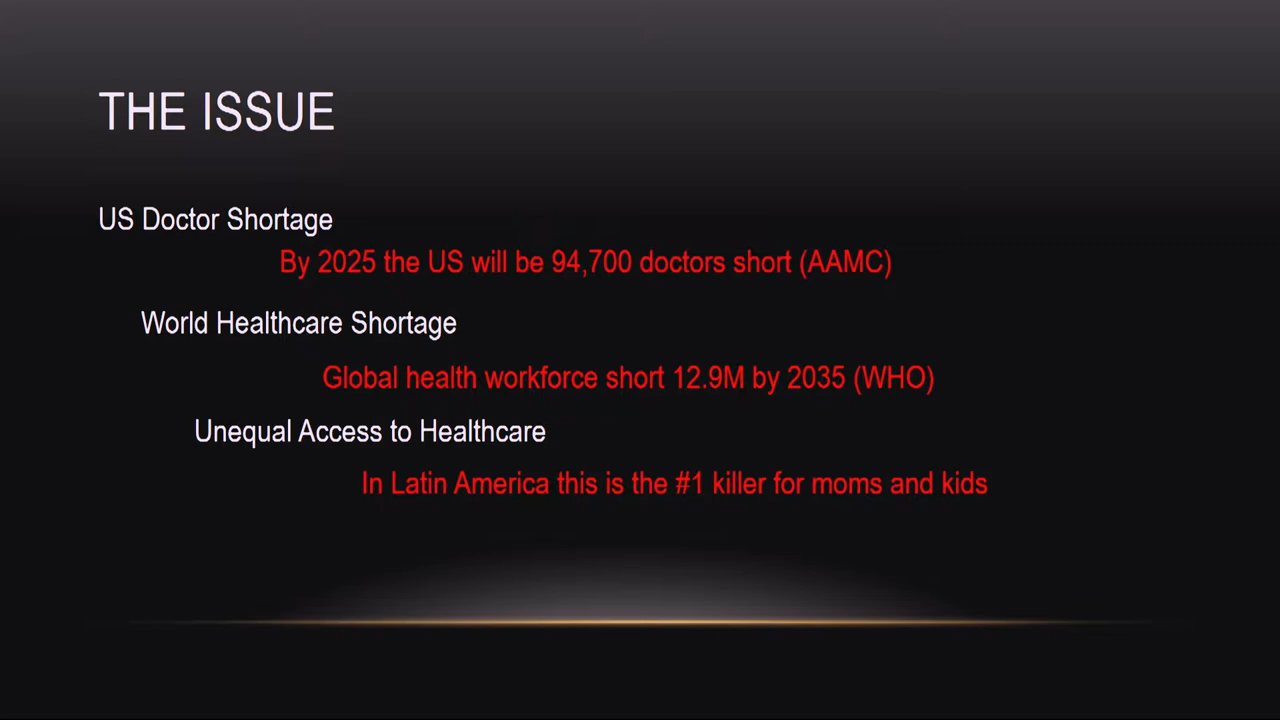 THE ISSUE
US Doctor Shortage
By 2025 the US will be 94,700 doctors short (AAMC)
World Healthcare Shortage
Global health workforce short 12.9M by 2035 (WHO)
Unequal Access to Healthcare
In Latin America this is the #1 killer for moms and kids